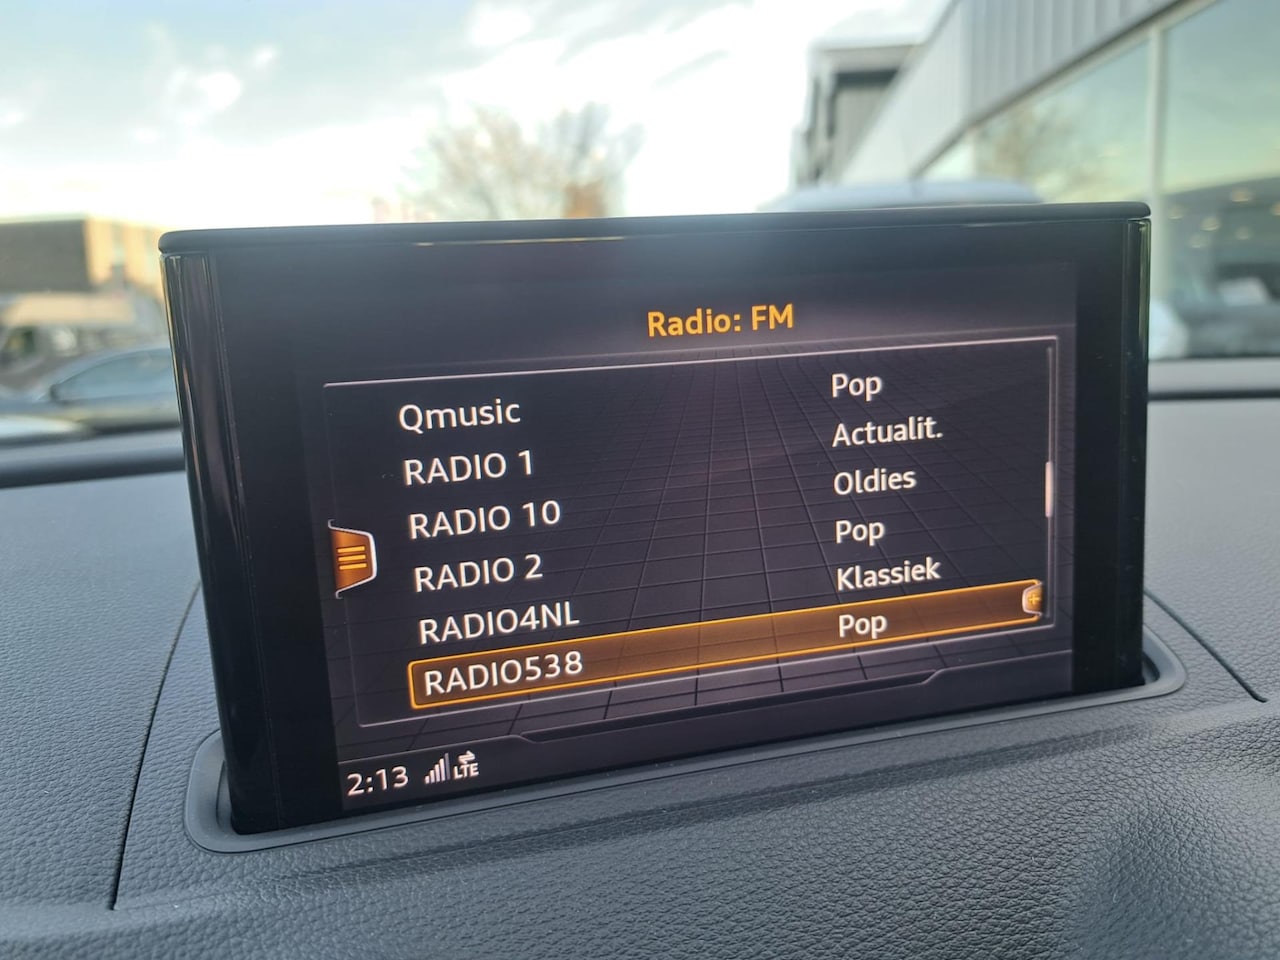 Radio: FM
Qmusic Pop
RADIO 1 Actualit.
RADIO 10 Oldies
RADIO 2 Pop
RADIO4NL Klassiek
RADIO538 Pop
2:13 LTE